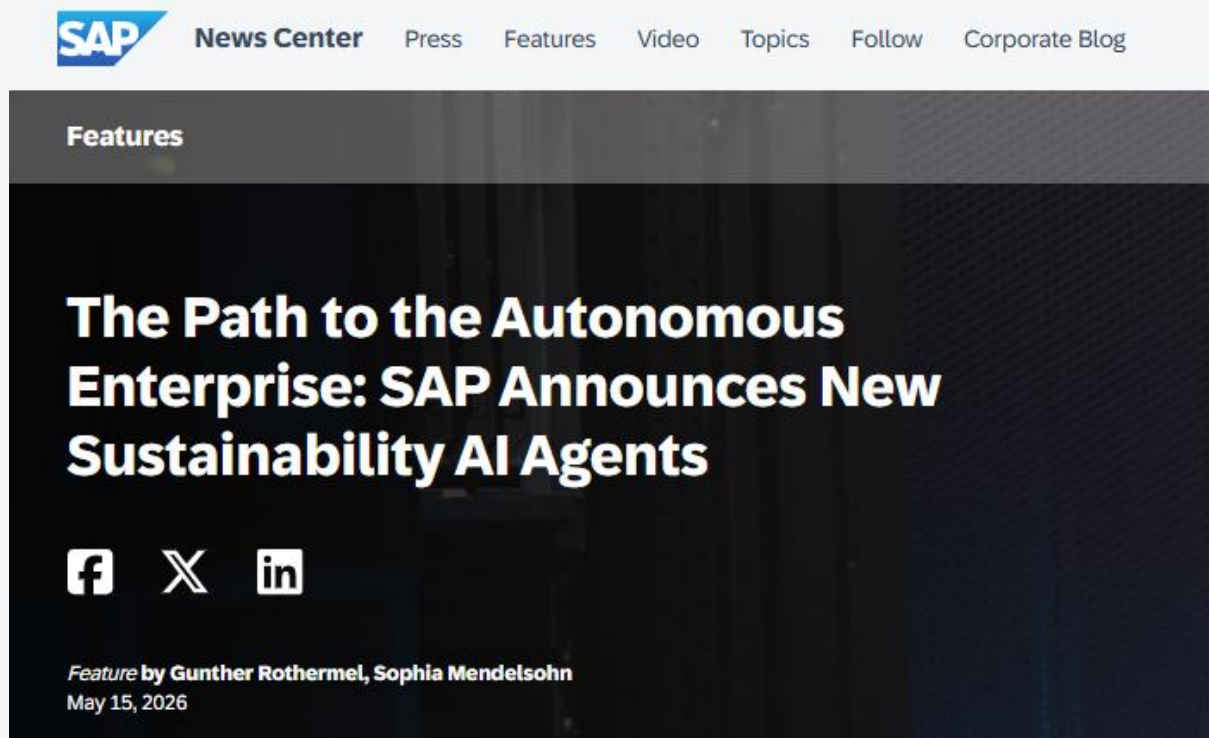 SAP
News Center Press Features Video Topics Follow Corporate Blog
Features
The Path to the Autonomous
Enterprise: SAP Announces New
Sustainability AI Agents
Feature by Gunther Rothermel, Sophia Mendelsohn
May 15, 2026